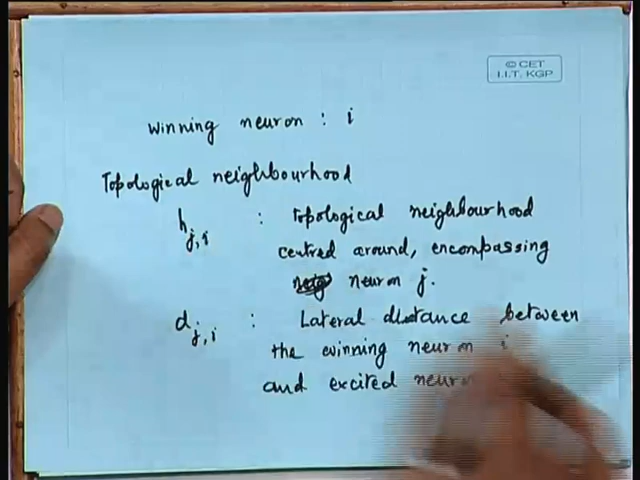 © CET
I.I.T. KGP
Winning neuron : i
Topological neighbourhood
h j,i : Topological neighbourhood
centred around, encompassing
neuron j.
d j,i : Lateral distance between
the winning neuron i
and excited neuron